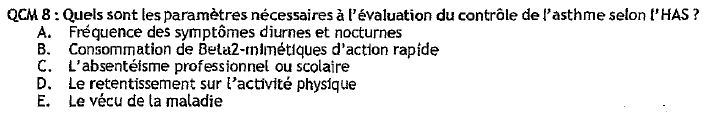 QCM 8 : Quels sont les paramètres nécessaires à l'évaluation du contrôle de l'asthme selon l'HAS ?
A. Fréquence des symptômes diurnes et nocturnes
B. Consommation de Beta2-mimétiques d'action rapide
C. L'absentéisme professionnel ou scolaire
D. Le retentissement sur l'activité physique
E. Le vécu de la maladie